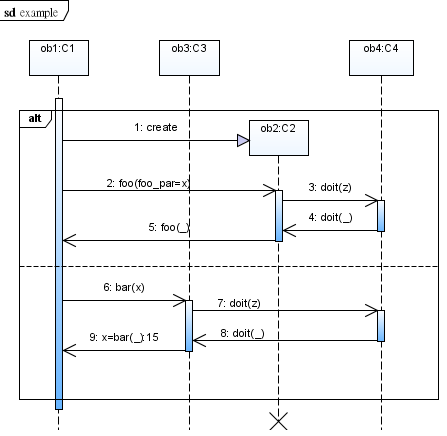 sd example
ob1:C1
ob3:C3
ob4:C4
alt
1: create
ob2:C2
2: foo(foo_par=x)
3: doit(z)
4: doit(_)
5: foo(_)
6: bar(x)
7: doit(z)
8: doit(_)
9: x=bar(_):15